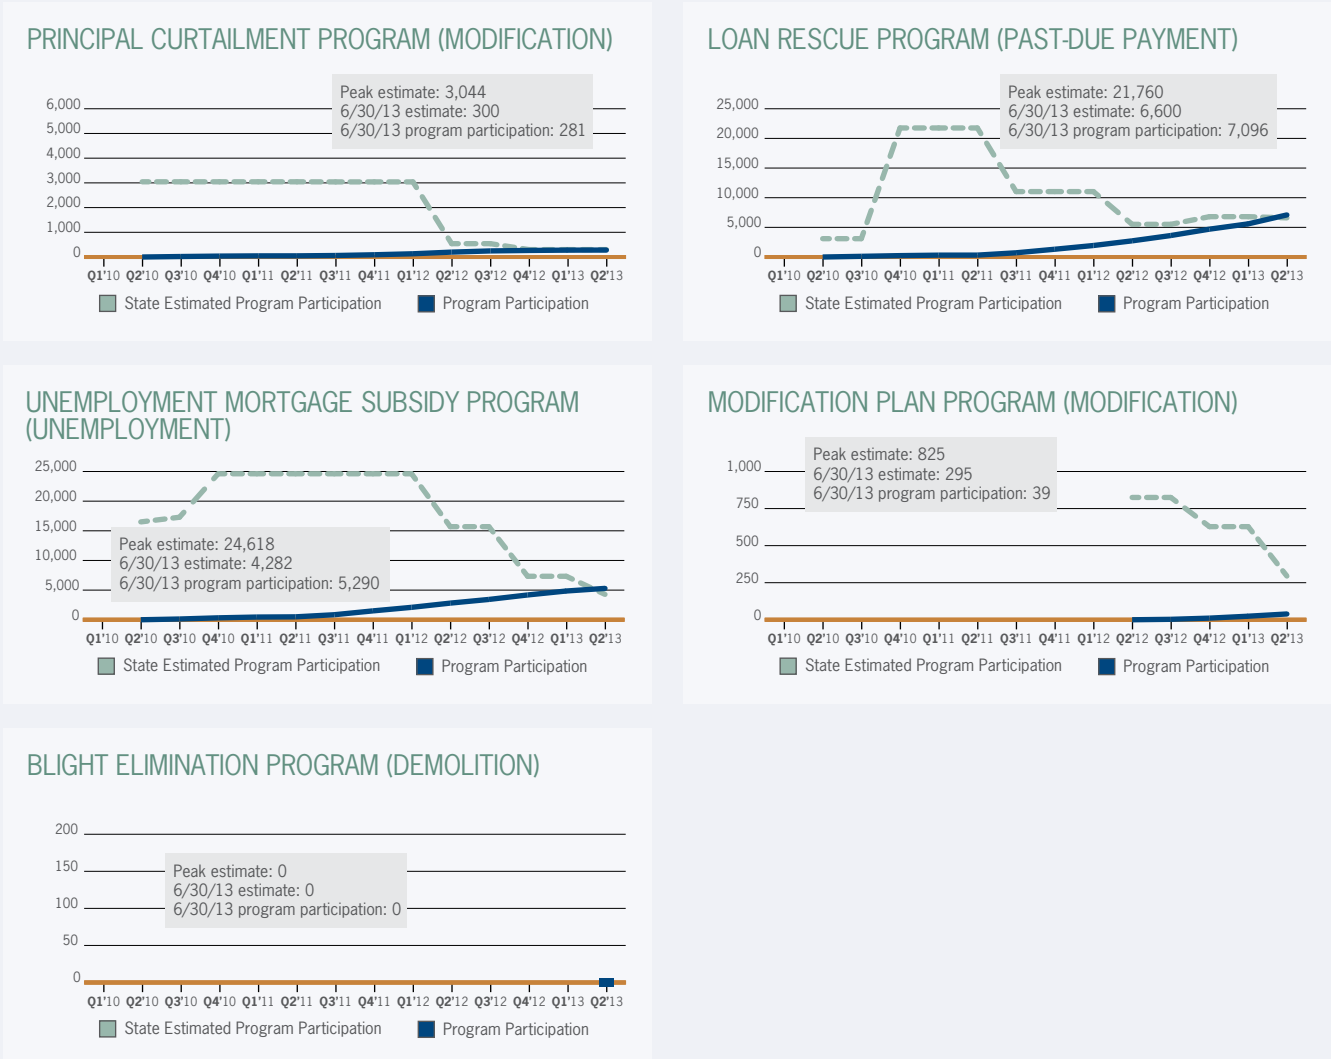 PRINCIPAL CURTAILMENT PROGRAM (MODIFICATION)
Peak estimate: 3,044
6/30/13 estimate: 300
6/30/13 program participation: 281
6,000
5,000
4,000
3,000
2,000
1,000
0
Q1'10 Q2'10 Q3'10 Q4'10 Q1'11 Q2'11 Q3'11 Q4'11 Q1'12 Q2'12 Q3'12 Q4'12 Q1'13 Q2'13
State Estimated Program Participation Program Participation
LOAN RESCUE PROGRAM (PAST-DUE PAYMENT)
Peak estimate: 21,760
6/30/13 estimate: 6,600
6/30/13 program participation: 7,096
25,000
20,000
15,000
10,000
5,000
0
Q1'10 Q2'10 Q3'10 Q4'10 Q1'11 Q2'11 Q3'11 Q4'11 Q1'12 Q2'12 Q3'12 Q4'12 Q1'13 Q2'13
State Estimated Program Participation Program Participation
UNEMPLOYMENT MORTGAGE SUBSIDY PROGRAM
(UNEMPLOYMENT)
25,000
20,000
15,000
10,000
5,000
0
Peak estimate: 24,618
6/30/13 estimate: 4,282
6/30/13 program participation: 5,290
Q1'10 Q2'10 Q3'10 Q4'10 Q1'11 Q2'11 Q3'11 Q4'11 Q1'12 Q2'12 Q3'12 Q4'12 Q1'13 Q2'13
State Estimated Program Participation Program Participation
MODIFICATION PLAN PROGRAM (MODIFICATION)
Peak estimate: 825
6/30/13 estimate: 295
6/30/13 program participation: 39
1,000
750
500
250
0
Q1'10 Q2'10 Q3'10 Q4'10 Q1'11 Q2'11 Q3'11 Q4'11 Q1'12 Q2'12 Q3'12 Q4'12 Q1'13 Q2'13
State Estimated Program Participation Program Participation
BLIGHT ELIMINATION PROGRAM (DEMOLITION)
200
150
100
50
0
Peak estimate: 0
6/30/13 estimate: 0
6/30/13 program participation: 0
Q1'10 Q2'10 Q3'10 Q4'10 Q1'11 Q2'11 Q3'11 Q4'11 Q1'12 Q2'12 Q3'12 Q4'12 Q1'13 Q2'13
State Estimated Program Participation Program Participation